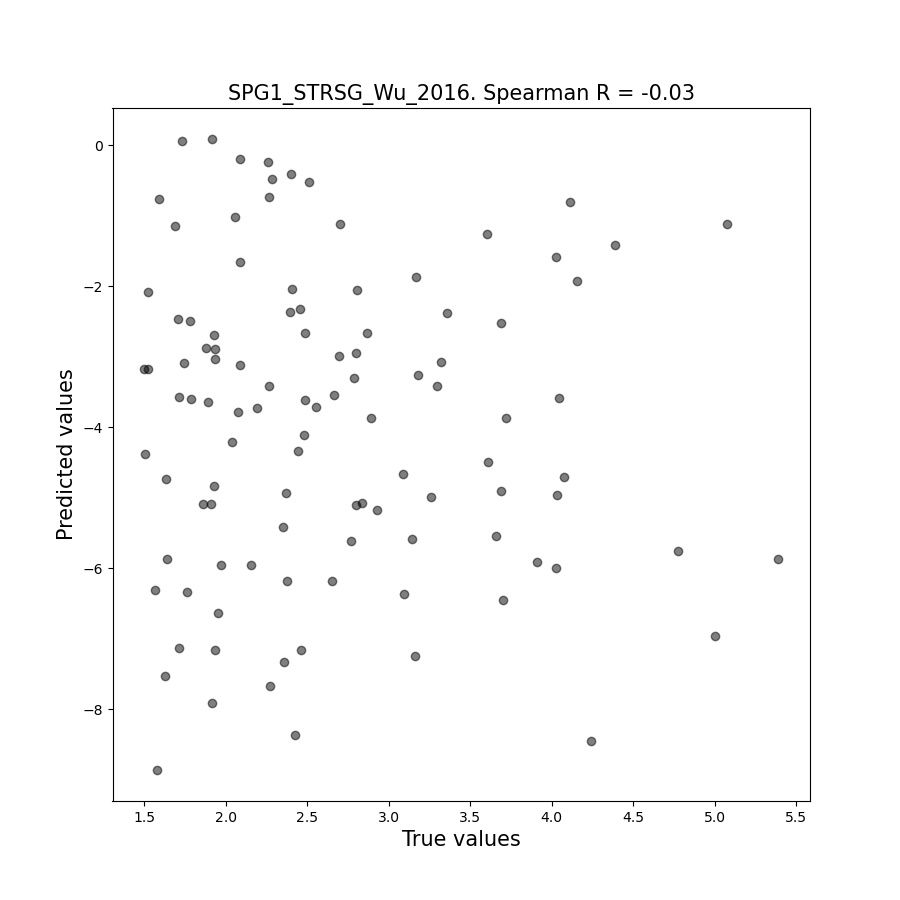 SPG1_STRSG_Wu_2016. Spearman R = -0.03
Predicted values
0
−2
−4
−6
−8
1.5 2.0 2.5 3.0 3.5 4.0 4.5 5.0 5.5
True values